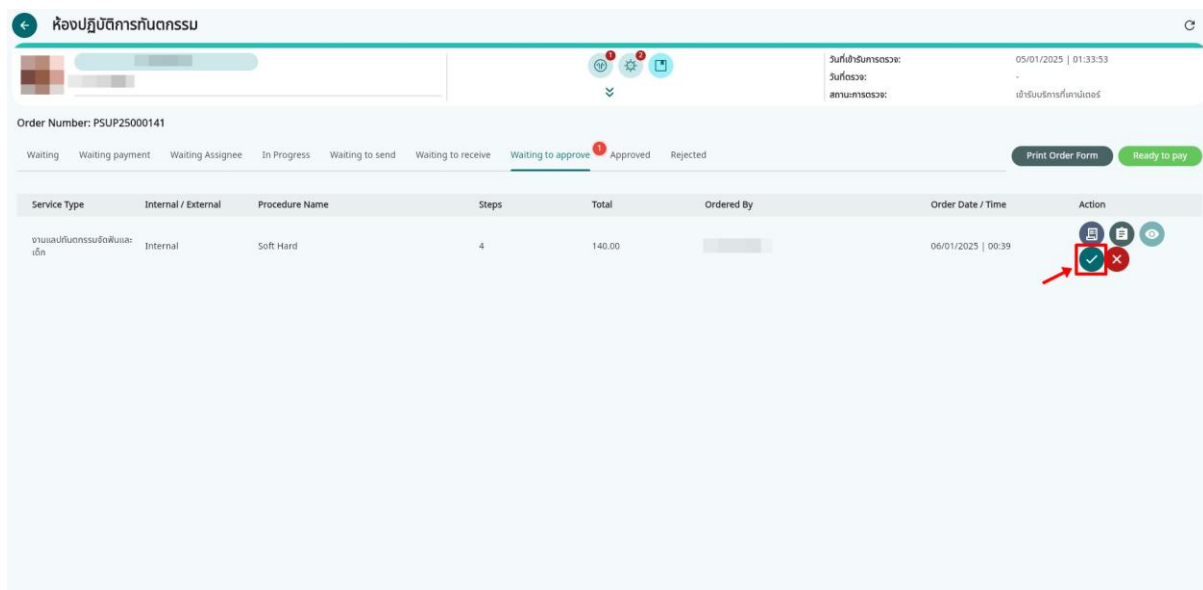 ห้องปฏิบัติการทันตกรรม
1 2
วันที่เข้ารับการตรวจ: 05/01/2025 | 01:33:53
วันที่ตรวจ: -
สถานะการตรวจ: เข้ารับบริการที่เคาน์เตอร์
Order Number: PSUP25000141
Waiting Waiting payment Waiting Assignee In Progress Waiting to send Waiting to receive Waiting to approve 1 Approved Rejected Print Order Form Ready to pay
Service Type Internal / External Procedure Name Steps Total Ordered By Order Date / Time Action
งานแลปทันตกรรมจัดฟันและ Internal Soft Hard 4 140.00 06/01/2025 | 00:39
เด็ก